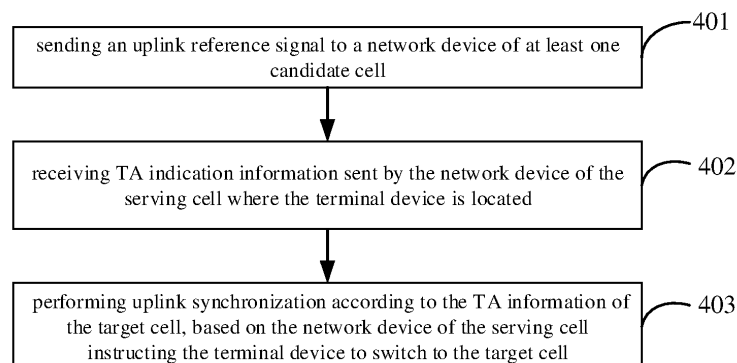 sending an uplink reference signal to a network device of at least one
candidate cell
401
receiving TA indication information sent by the network device of the
serving cell where the terminal device is located
402
performing uplink synchronization according to the TA information of
the target cell, based on the network device of the serving cell
instructing the terminal device to switch to the target cell
403